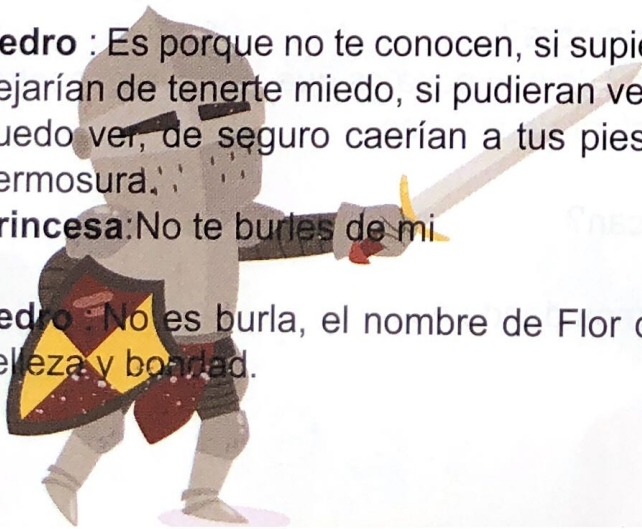 edro : Es porque no te conocen, si supie
ejarían de tenerte miedo, si pudieran ve
uedo ver, de seguro caerían a tus pies
ermosura.
rincesa:No te burles de mi
edro : No es burla, el nombre de Flor d
elleza y bondad.